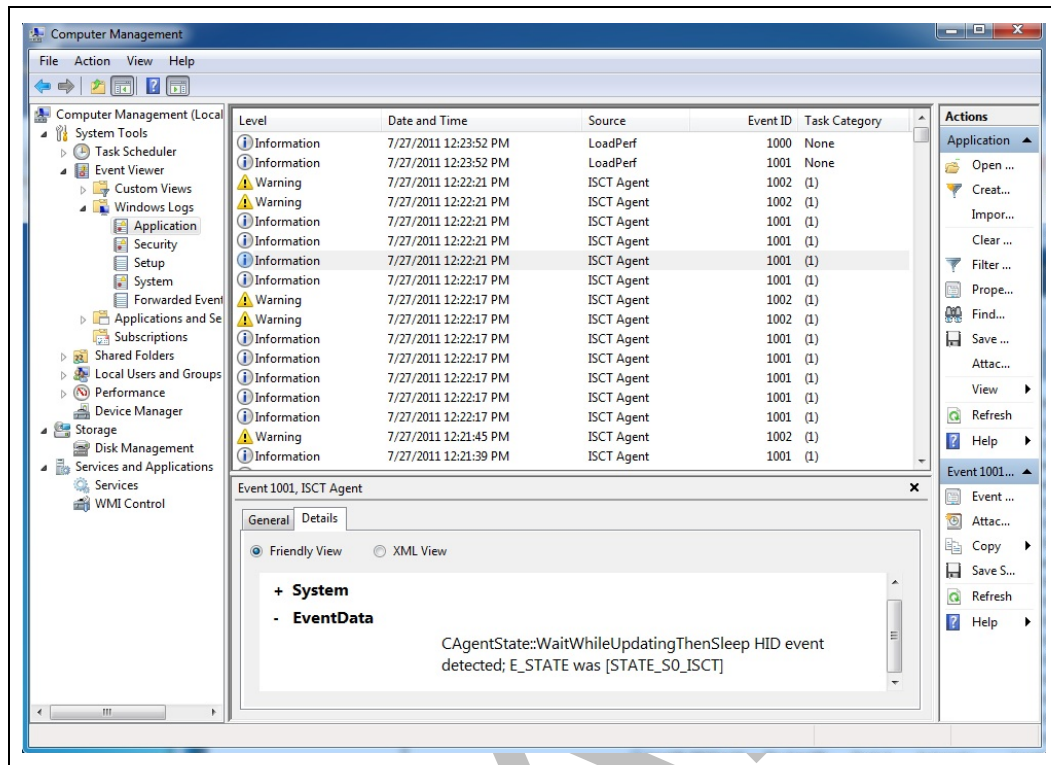 Computer Management
File Action View Help
Computer Management (Local
System Tools
Task Scheduler
Event Viewer
Custom Views
Windows Logs
Application
Security
Setup
System
Forwarded Event
Applications and Se
Subscriptions
Shared Folders
Local Users and Groups
Performance
Device Manager
Storage
Disk Management
Services and Applications
Services
WMI Control
Level Date and Time Source Event ID Task Category
Information 7/27/2011 12:23:52 PM LoadPerf 1000 None
Information 7/27/2011 12:23:52 PM LoadPerf 1001 None
Warning 7/27/2011 12:22:21 PM ISCT Agent 1002 (1)
Warning 7/27/2011 12:22:21 PM ISCT Agent 1002 (1)
Information 7/27/2011 12:22:21 PM ISCT Agent 1001 (1)
Information 7/27/2011 12:22:21 PM ISCT Agent 1001 (1)
Information 7/27/2011 12:22:21 PM ISCT Agent 1001 (1)
Information 7/27/2011 12:22:17 PM ISCT Agent 1001 (1)
Warning 7/27/2011 12:22:17 PM ISCT Agent 1002 (1)
Warning 7/27/2011 12:22:17 PM ISCT Agent 1002 (1)
Information 7/27/2011 12:22:17 PM ISCT Agent 1001 (1)
Information 7/27/2011 12:22:17 PM ISCT Agent 1001 (1)
Information 7/27/2011 12:22:17 PM ISCT Agent 1001 (1)
Information 7/27/2011 12:22:17 PM ISCT Agent 1001 (1)
Information 7/27/2011 12:22:17 PM ISCT Agent 1001 (1)
Warning 7/27/2011 12:21:45 PM ISCT Agent 1002 (1)
Information 7/27/2011 12:21:39 PM ISCT Agent 1001 (1)
Event 1001, ISCT Agent
General Details
Friendly View XML View
+ System
- EventData
CAgentState::WaitWhileUpdatingThenSleep HID event
detected; E_STATE was [STATE_S0_ISCT]
Actions
Application
Open ...
Creat...
Impor...
Clear ...
Filter ...
Prope...
Find...
Save ...
Attac...
View
Refresh
Help
Event 1001...
Event ...
Attac...
Copy
Save S...
Refresh
Help